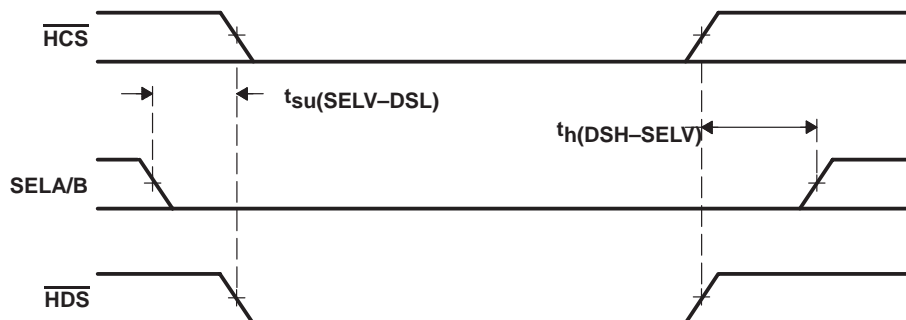 HCS
tsu(SELV–DSL)
th(DSH–SELV)
SELA/B
HDS